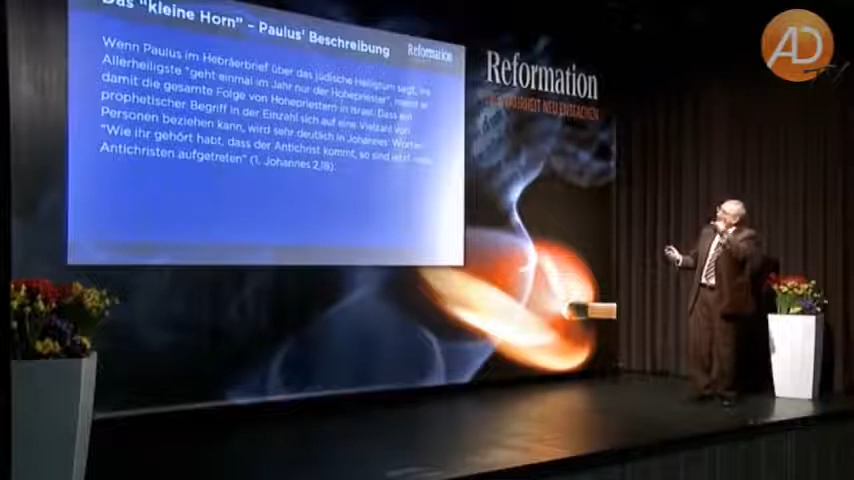 Das "kleine Horn" – Paulus' Beschreibung
Reformation
Wenn Paulus im Hebräerbrief über das jüdische Heiligtum sagt, ins
Allerheiligste "geht einmal im Jahr nur der Hohepriester", meint er
damit die gesamte Folge von Hohepriestern in Israel. Dass ein
prophetischer Begriff in der Einzahl sich auf eine Vielzahl von
Personen beziehen kann, wird sehr deutlich in Johannes' Worten:
"Wie ihr gehört habt, dass der Antichrist kommt, so sind jetzt viele
Antichristen aufgetreten" (1. Johannes 2,18).
Reformation
WAHRHEIT NEU ENTFACHEN
AD